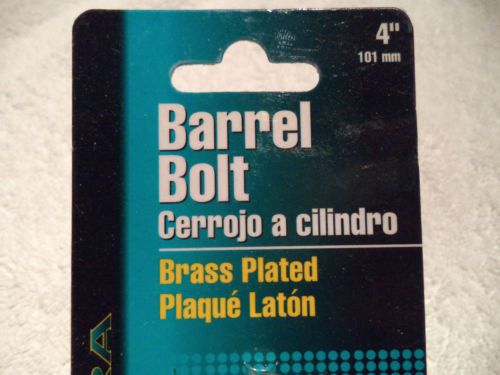 4"
101 mm
Barrel
Bolt
Cerrojo a cilindro
Brass Plated
Plaqué Latón